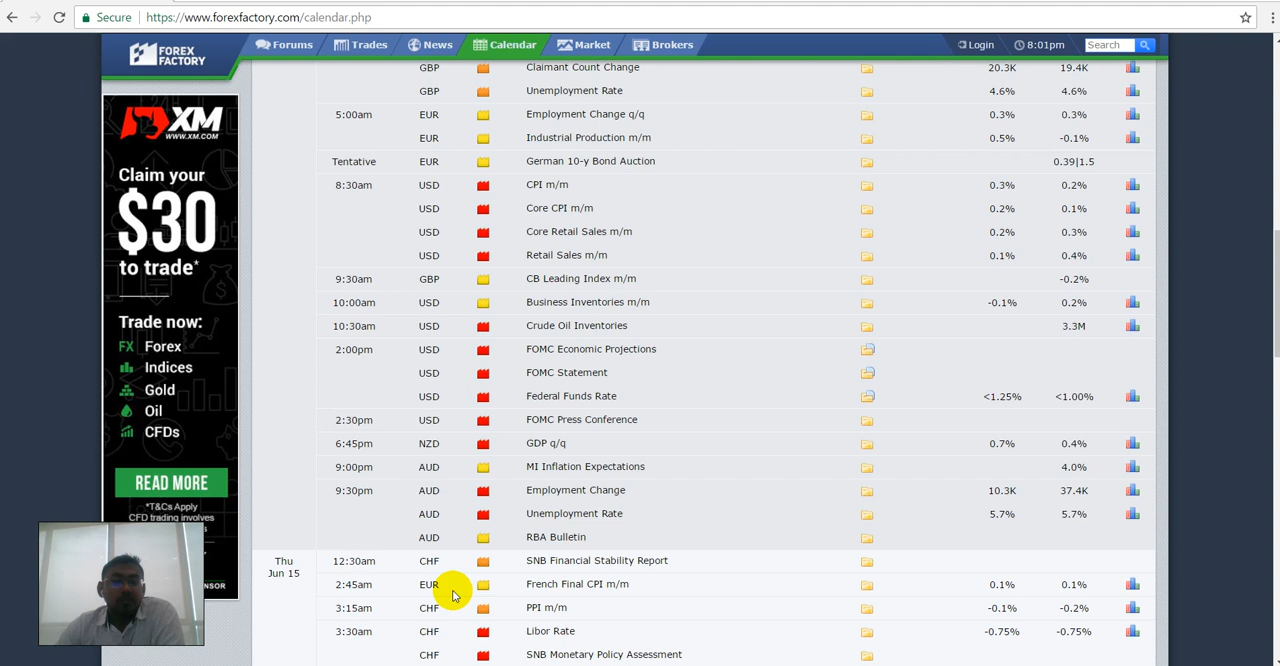 Secure https://www.forexfactory.com/calendar.php
FOREX FACTORY Forums Trades News Calendar Market Brokers Login 8:01pm Search
GBP Claimant Count Change 20.3K 19.4K
GBP Unemployment Rate 4.6% 4.6%
5:00am EUR Employment Change q/q 0.3% 0.3%
EUR Industrial Production m/m 0.5% -0.1%
Tentative EUR German 10-y Bond Auction 0.39|1.5
8:30am USD CPI m/m 0.3% 0.2%
USD Core CPI m/m 0.2% 0.1%
USD Core Retail Sales m/m 0.2% 0.3%
USD Retail Sales m/m 0.1% 0.4%
9:30am GBP CB Leading Index m/m -0.2%
10:00am USD Business Inventories m/m -0.1% 0.2%
10:30am USD Crude Oil Inventories 3.3M
2:00pm USD FOMC Economic Projections
USD FOMC Statement
USD Federal Funds Rate <1.25% <1.00%
2:30pm USD FOMC Press Conference
6:45pm NZD GDP q/q 0.7% 0.4%
9:00pm AUD MI Inflation Expectations 4.0%
9:30pm AUD Employment Change 10.3K 37.4K
AUD Unemployment Rate 5.7% 5.7%
AUD RBA Bulletin
Thu Jun 15 12:30am CHF SNB Financial Stability Report
2:45am EUR French Final CPI m/m 0.1% 0.1%
3:15am CHF PPI m/m -0.1% -0.2%
3:30am CHF Libor Rate -0.75% -0.75%
CHF SNB Monetary Policy Assessment
XM
WWW.XM.COM
Claim your
$30
to trade*
Trade now:
FX Forex
Indices
Gold
Oil
CFDs
READ MORE
*T&Cs Apply
CFD trading involves